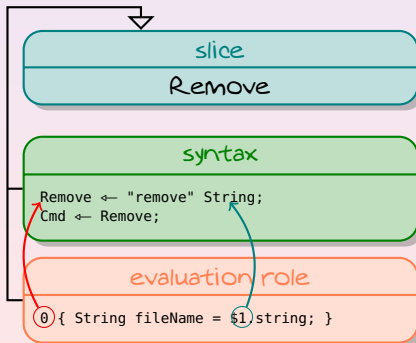 slice
Remove
syntax
Remove ⇐ "remove" String;
Cmd ⇐ Remove;
evaluation role
0 { String fileName = $1.string; }